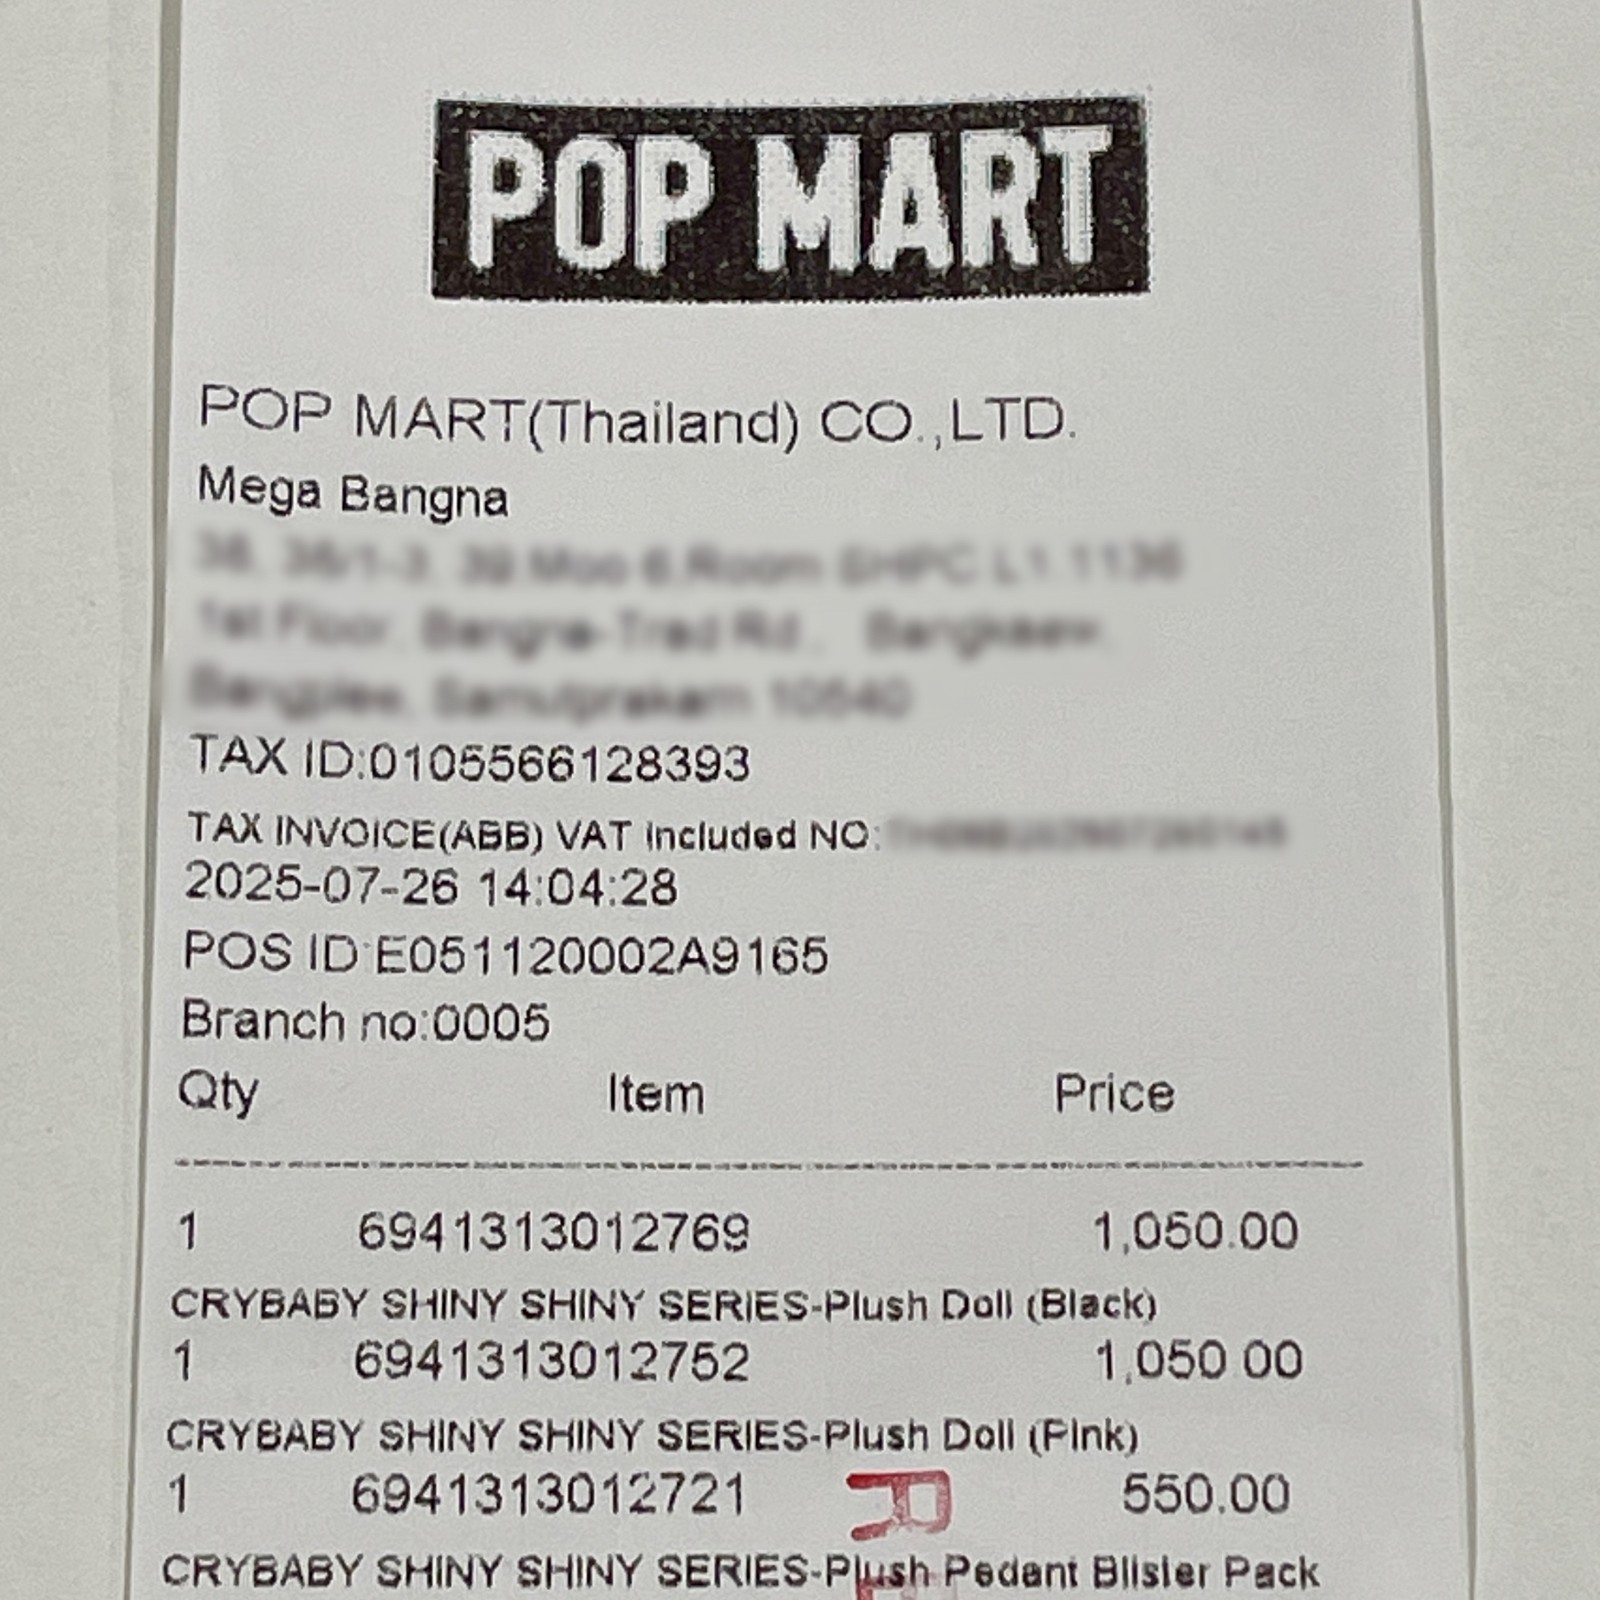 POP MART
POP MART(Thailand) CO.,LTD.
Mega Bangna
TAX ID:0105566128393
TAX INVOICE(ABB) VAT Included NO:
2025-07-26 14:04:28
POS ID:E051120002A9165
Branch no:0005
Qty Item Price
1 6941313012769 1,050.00
CRYBABY SHINY SHINY SERIES-Plush Doll (Black)
1 6941313012752 1,050.00
CRYBABY SHINY SHINY SERIES-Plush Doll (Pink)
1 6941313012721 550.00
R
CRYBABY SHINY SHINY SERIES-Plush Pedant Blister Pack